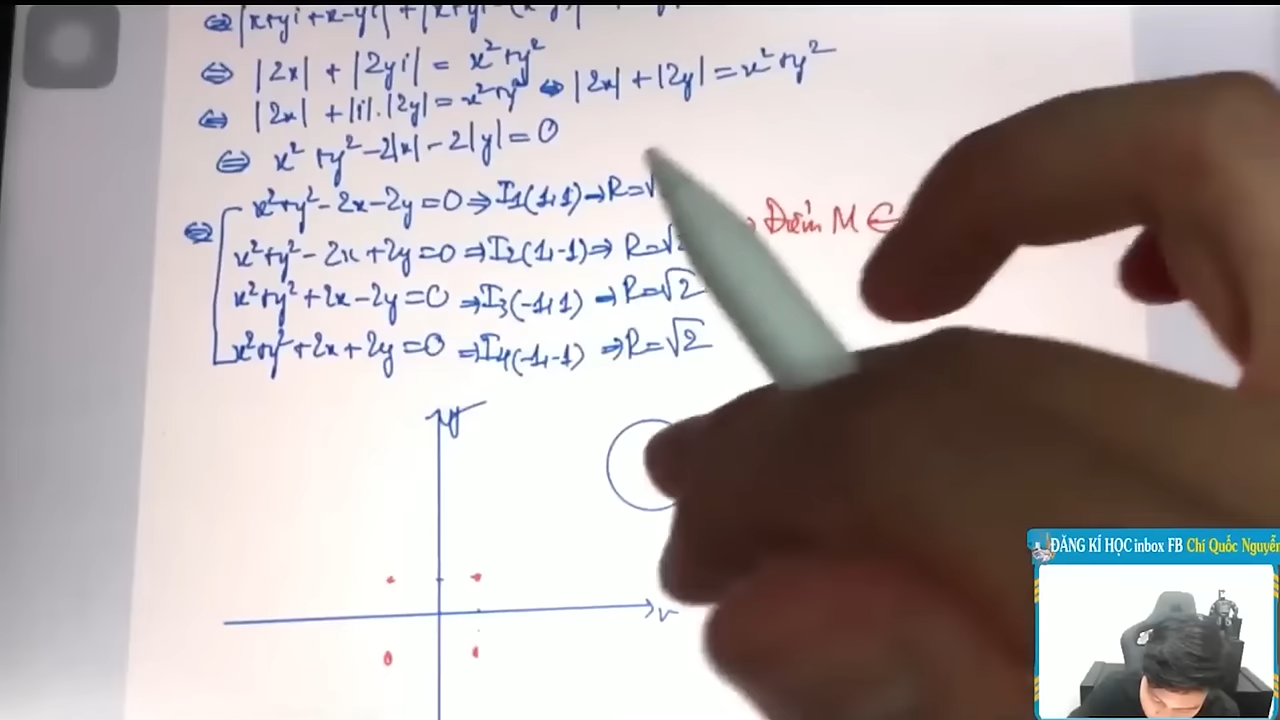 ⇔ |x+yi+x-yi| + |x+yi-(x-y
⇔ |2x| + |2yi| = x²+y²
⇔ |2x| + |i|.|2y| = x²+y² ⇔ |2x| + |2y| = x²+y²
⇔ x²+y²-2|x|-2|y|=0
x²+y²-2x-2y=0 ⇒ I1(1,1) → R=√
⇔ x²+y²-2x+2y=0 ⇒ I2(1,-1) ⇒ R=√2
Điểm M ∈
x²+y²+2x-2y=0 ⇒ I3(-1,1) → R=√2
x²+y²+2x+2y=0 ⇒ I4(-1,-1) ⇒ R=√2
y
ĐĂNG KÍ HỌC inbox FB Chí Quốc Nguyễn